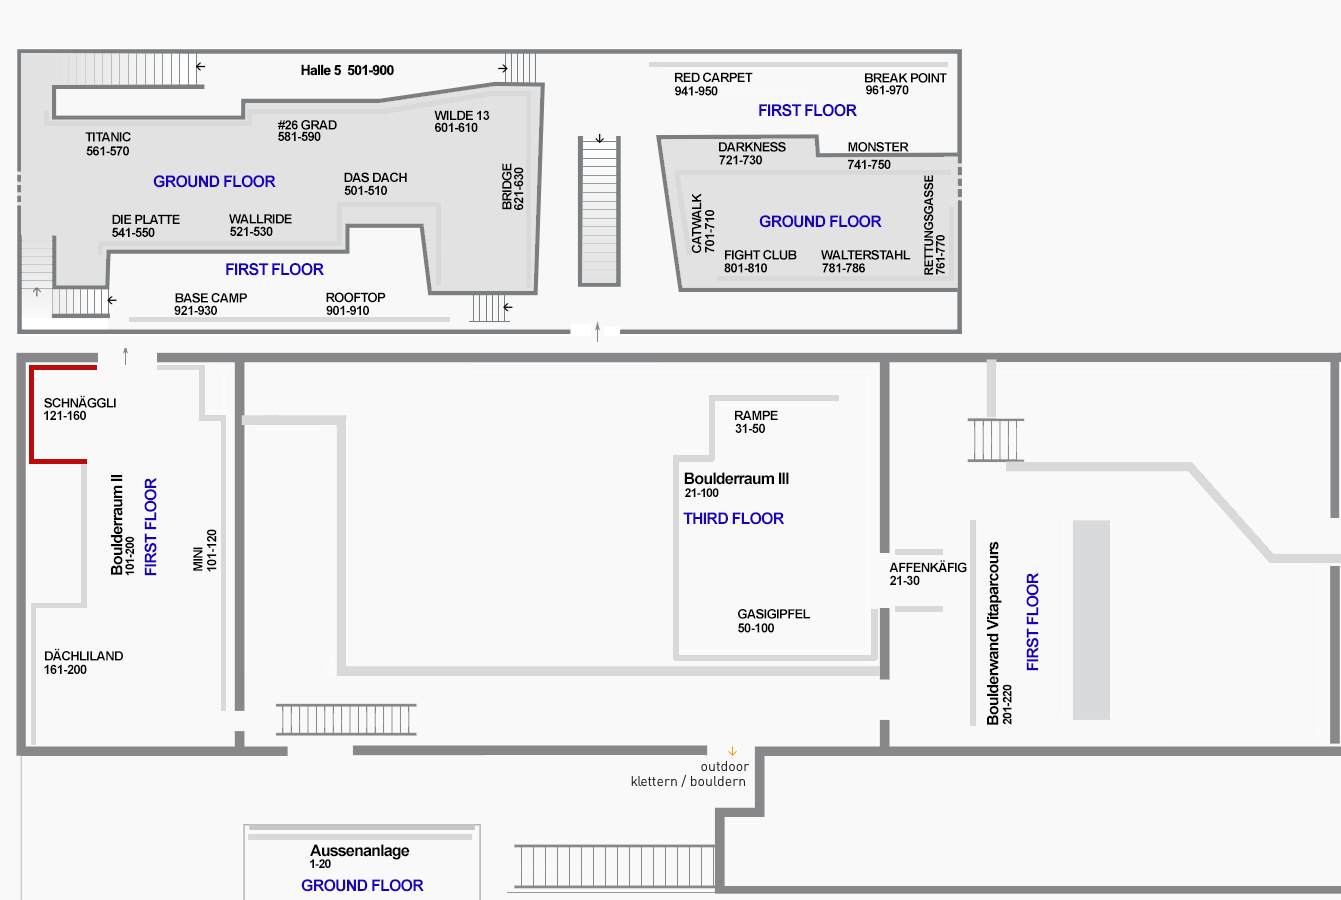 Halle 5 501-900
RED CARPET
941-950
BREAK POINT
961-970
FIRST FLOOR
TITANIC
561-570
#26 GRAD
581-590
WILDE 13
601-610
GROUND FLOOR
DAS DACH
501-510
BRIDGE
621-630
DIE PLATTE
541-550
WALLRIDE
521-530
FIRST FLOOR
BASE CAMP
921-930
ROOFTOP
901-910
DARKNESS
721-730
MONSTER
741-750
CATWALK
701-710
GROUND FLOOR
RETTUNGSGASSE
761-770
FIGHT CLUB
801-810
WALTERSTAHL
781-786
SCHNÄGGLI
121-160
Boulderraum II
101-200
FIRST FLOOR
MINI
101-120
DÄCHLILAND
161-200
RAMPE
31-50
Boulderraum III
21-100
THIRD FLOOR
GASIGIPFEL
50-100
AFFENKÄFIG
21-30
Boulderwand Vitaparcours
201-220
FIRST FLOOR
outdoor
klettern / bouldern
Aussenanlage
1-20
GROUND FLOOR